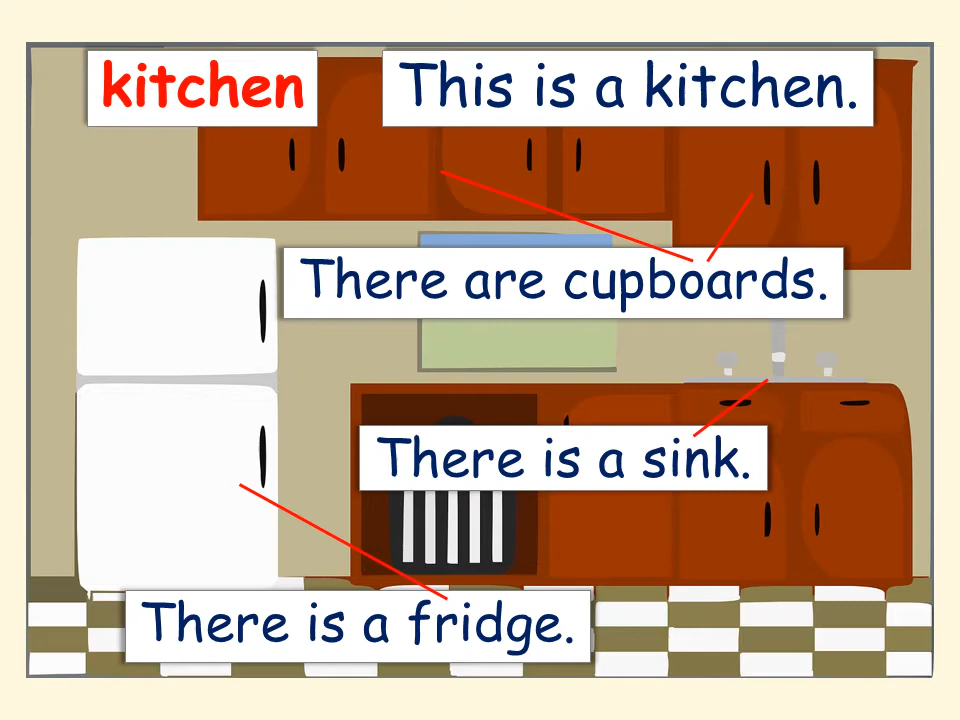 kitchen
This is a kitchen.
There are cupboards.
There is a sink.
There is a fridge.